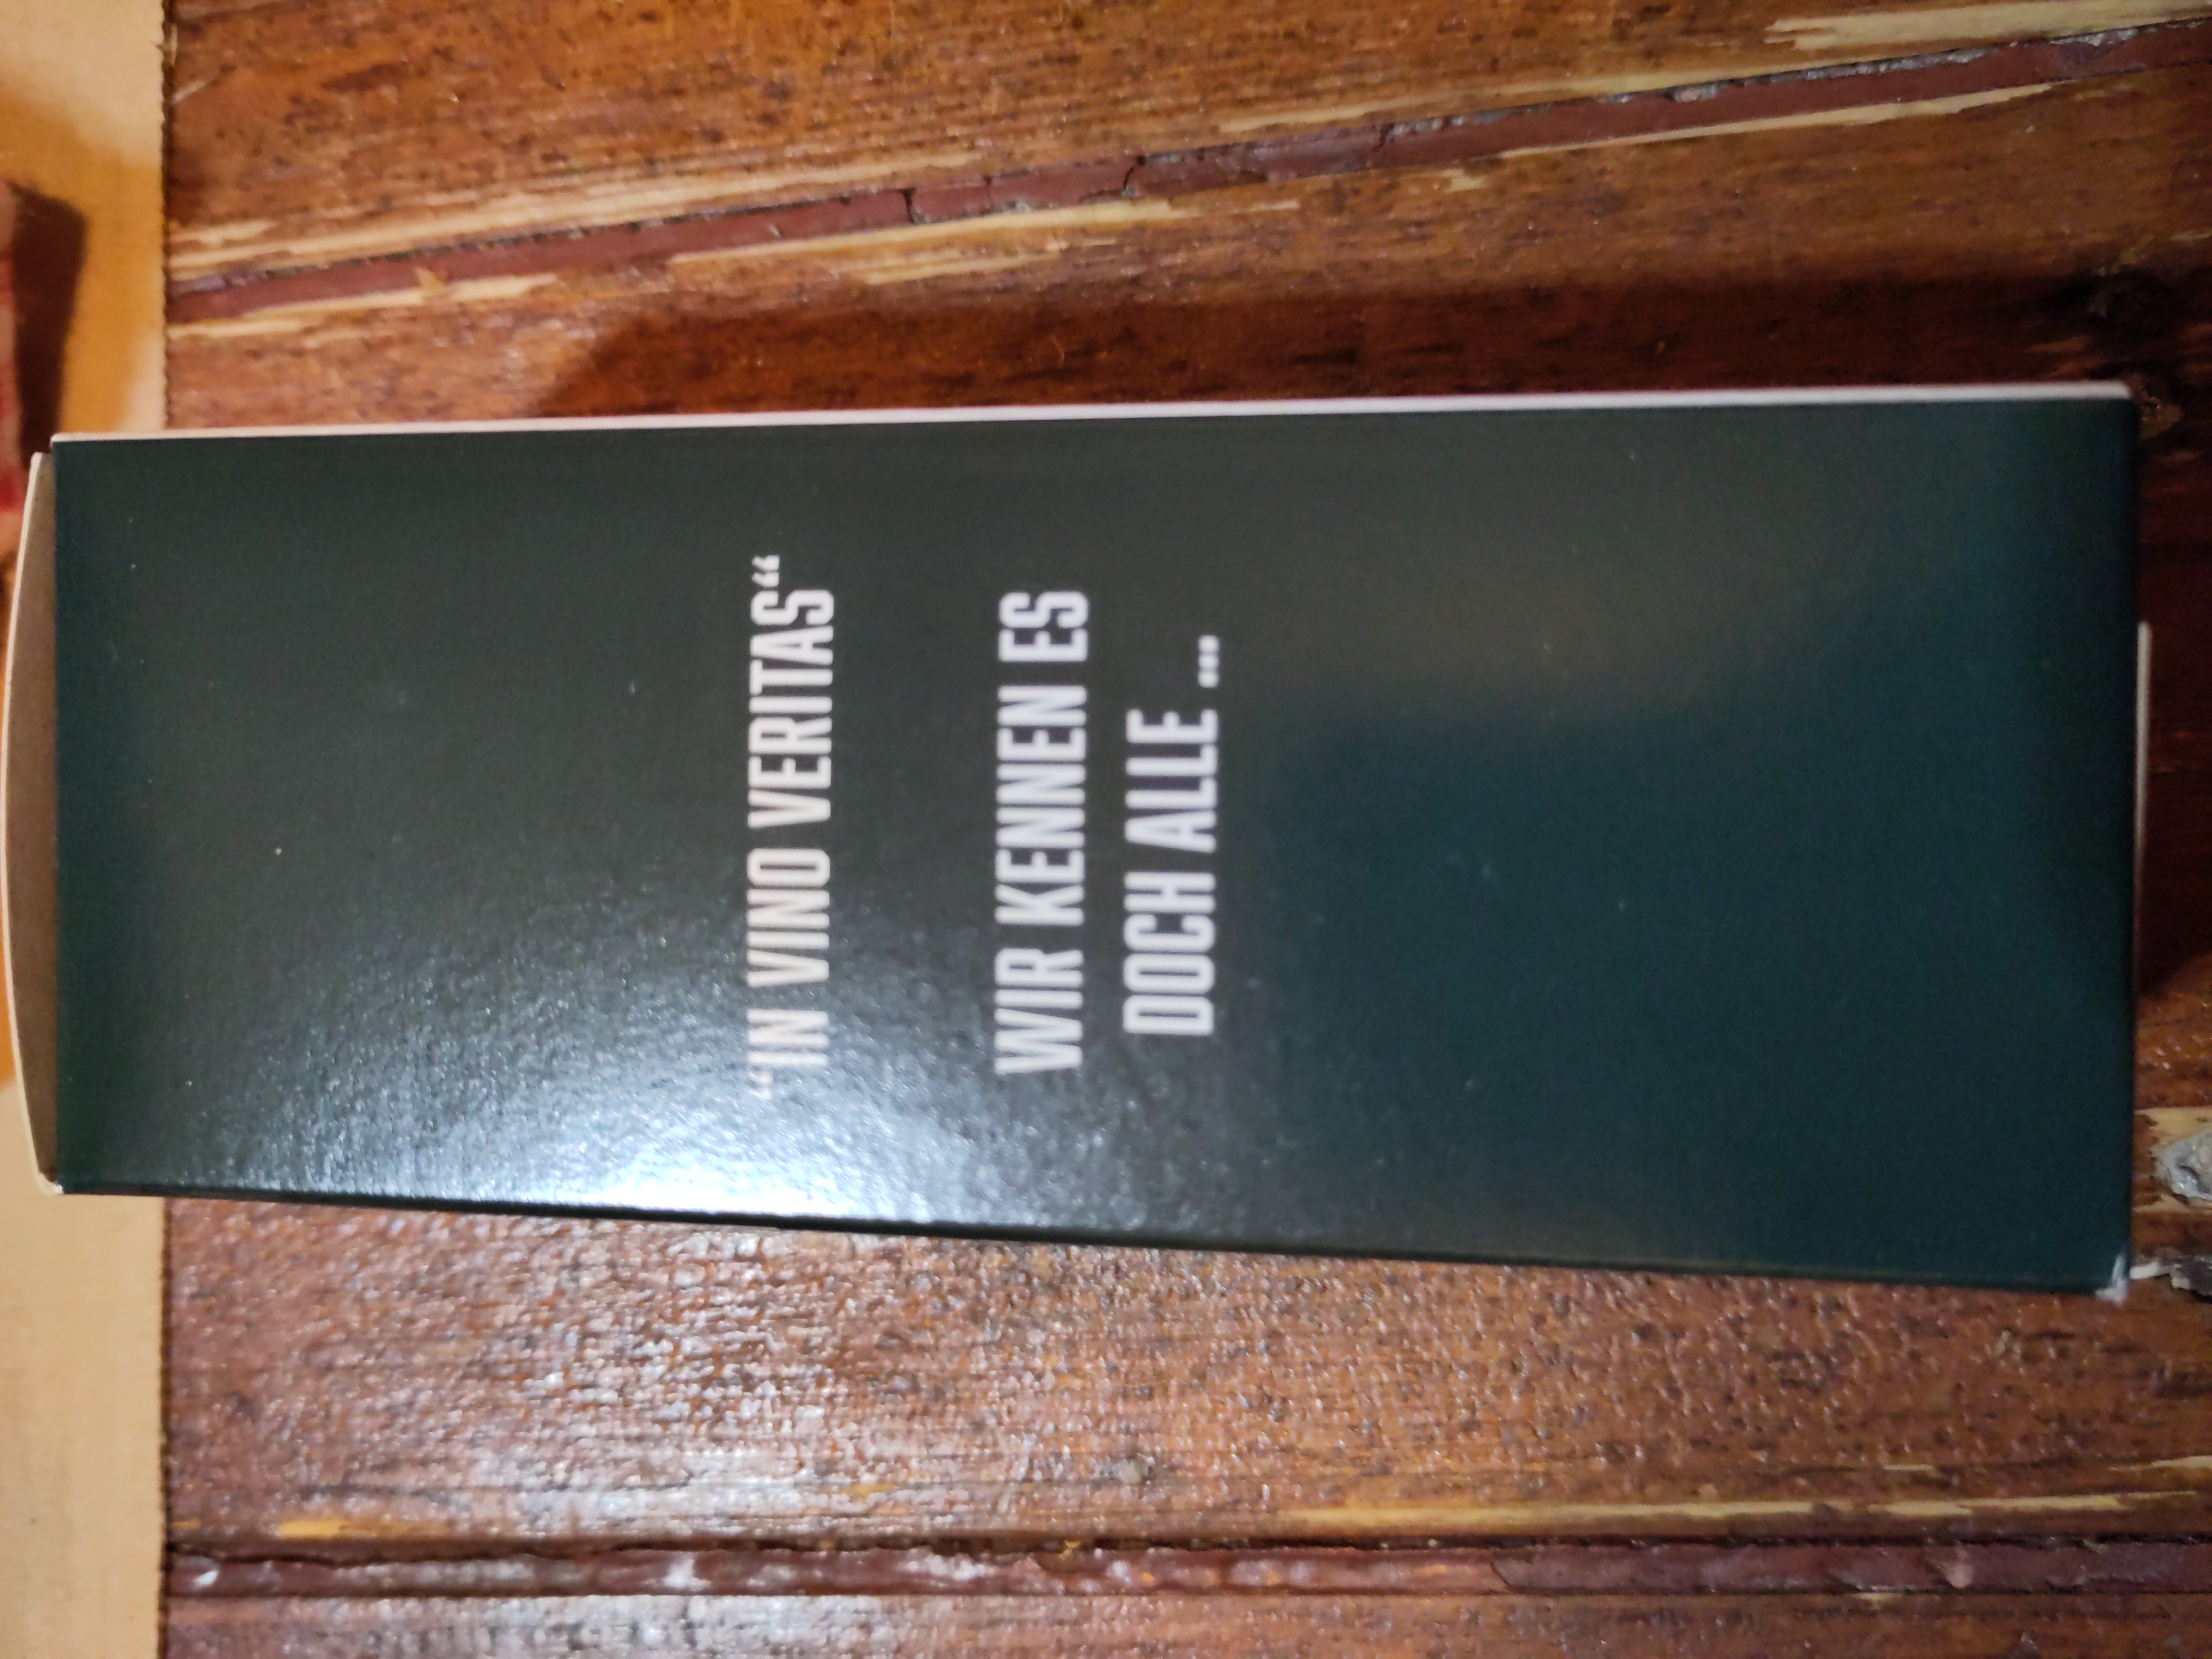 “IN VINO VERITAS“
WIR KENNEN ES
DOCH ALLE ...